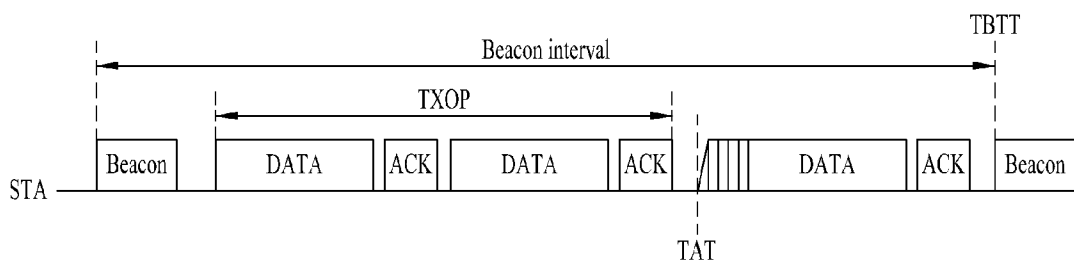 TBTT
Beacon interval
TXOP
Beacon DATA ACK DATA ACK DATA ACK Beacon
STA
TAT